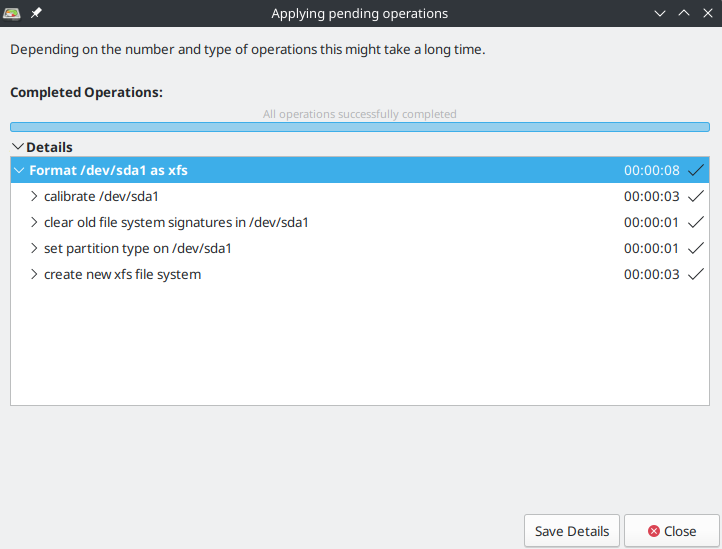 Applying pending operations
Depending on the number and type of operations this might take a long time.
Completed Operations:
All operations successfully completed
Details
Format /dev/sda1 as xfs 00:00:08
calibrate /dev/sda1 00:00:03
clear old file system signatures in /dev/sda1 00:00:01
set partition type on /dev/sda1 00:00:01
create new xfs file system 00:00:03
Save Details Close